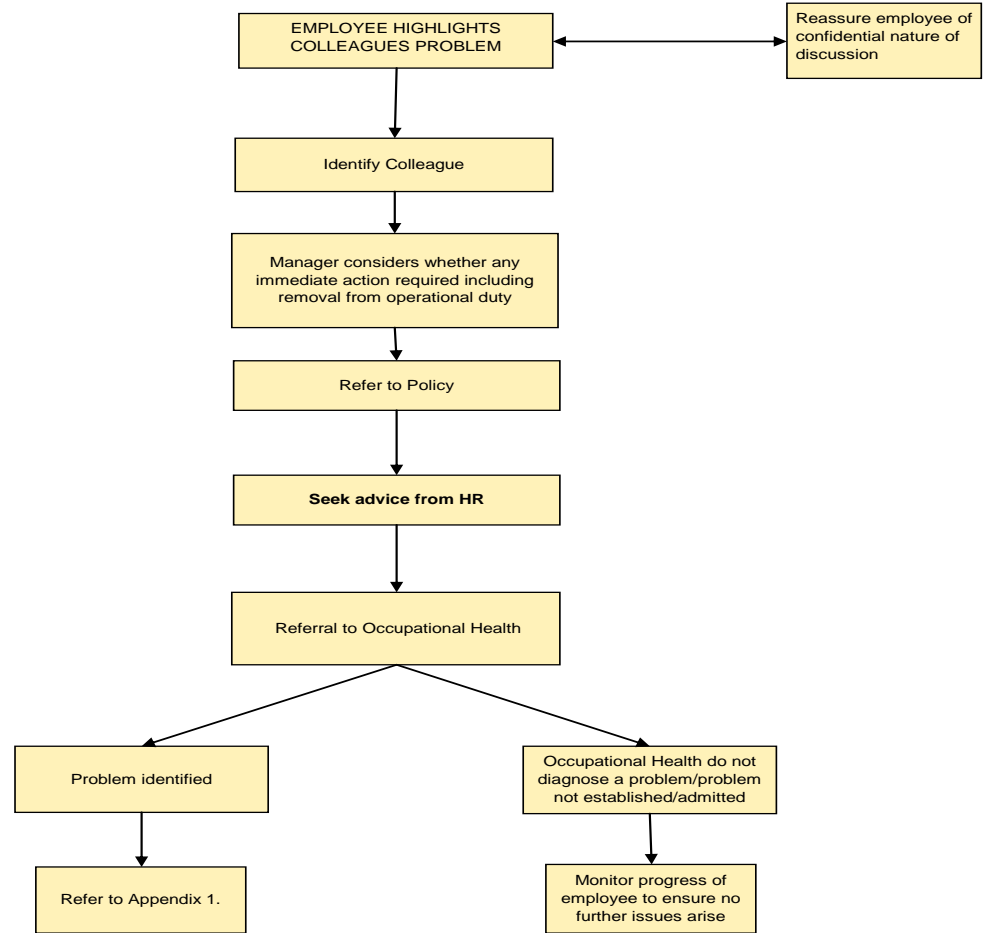 EMPLOYEE HIGHLIGHTS
COLLEAGUES PROBLEM
Reassure employee of
confidential nature of
discussion
Identify Colleague
Manager considers whether any
immediate action required including
removal from operational duty
Refer to Policy
Seek advice from HR
Referral to Occupational Health
Problem identified
Occupational Health do not
diagnose a problem/problem
not established/admitted
Refer to Appendix 1.
Monitor progress of
employee to ensure no
further issues arise